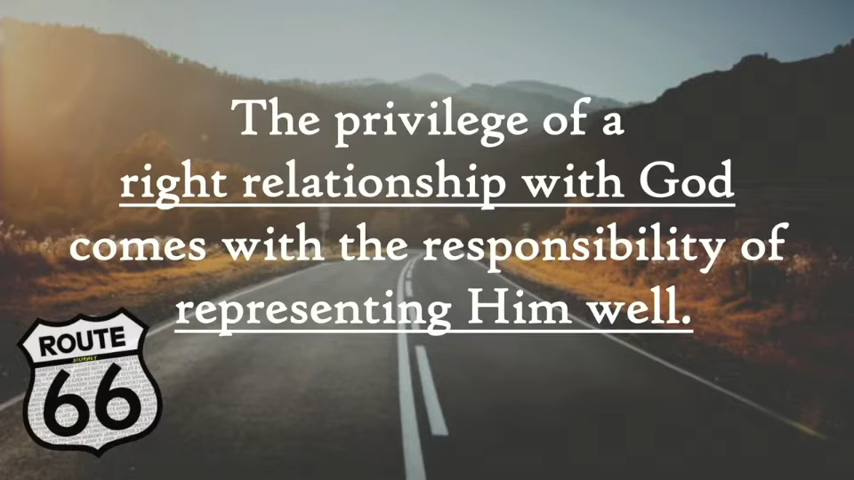 The privilege of a
right relationship with God
comes with the responsibility of
representing Him well.
ROUTE
66